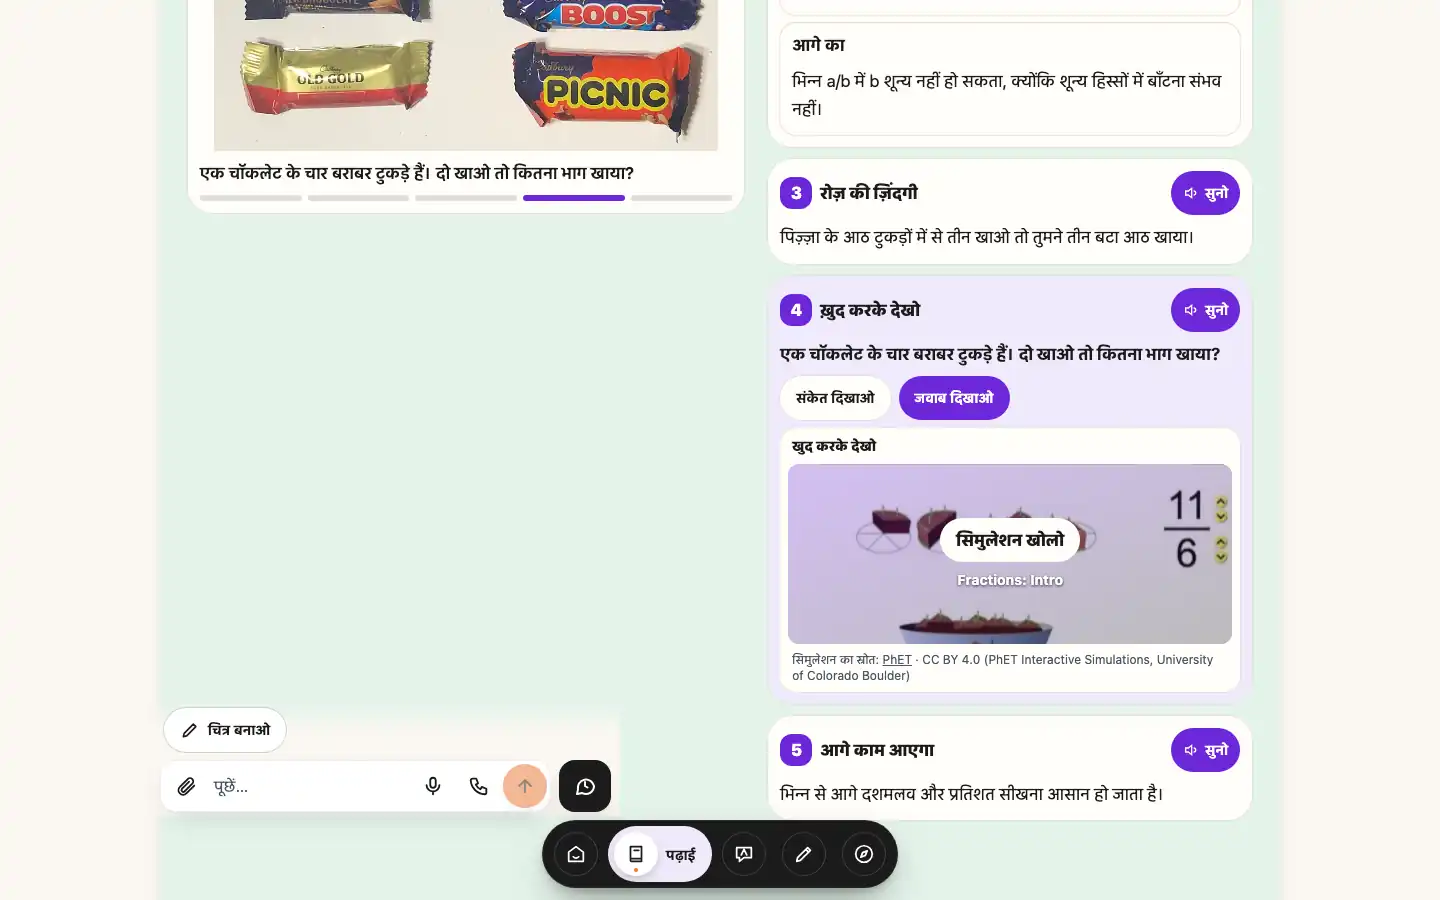 BOOST
Cadbury
OLD GOLD
Cadbury
PICNIC
एक चॉकलेट के चार बराबर टुकड़े हैं। दो खाओ तो कितना भाग खाया?
आगे का
भिन्न a/b में b शून्य नहीं हो सकता, क्योंकि शून्य हिस्सों में बाँटना संभव
नहीं।
3 रोज़ की ज़िंदगी
सुनो
पिज़्ज़ा के आठ टुकड़ों में से तीन खाओ तो तुमने तीन बटा आठ खाया।
4 ख़ुद करके देखो
सुनो
एक चॉकलेट के चार बराबर टुकड़े हैं। दो खाओ तो कितना भाग खाया?
संकेत दिखाओ
जवाब दिखाओ
खुद करके देखो
11
6
सिमुलेशन खोलो
Fractions: Intro
सिमुलेशन का स्रोत: PhET · CC BY 4.0 (PhET Interactive Simulations, University
of Colorado Boulder)
5 आगे काम आएगा
सुनो
भिन्न से आगे दशमलव और प्रतिशत सीखना आसान हो जाता है।
चित्र बनाओ
पूछें...
पढ़ाई